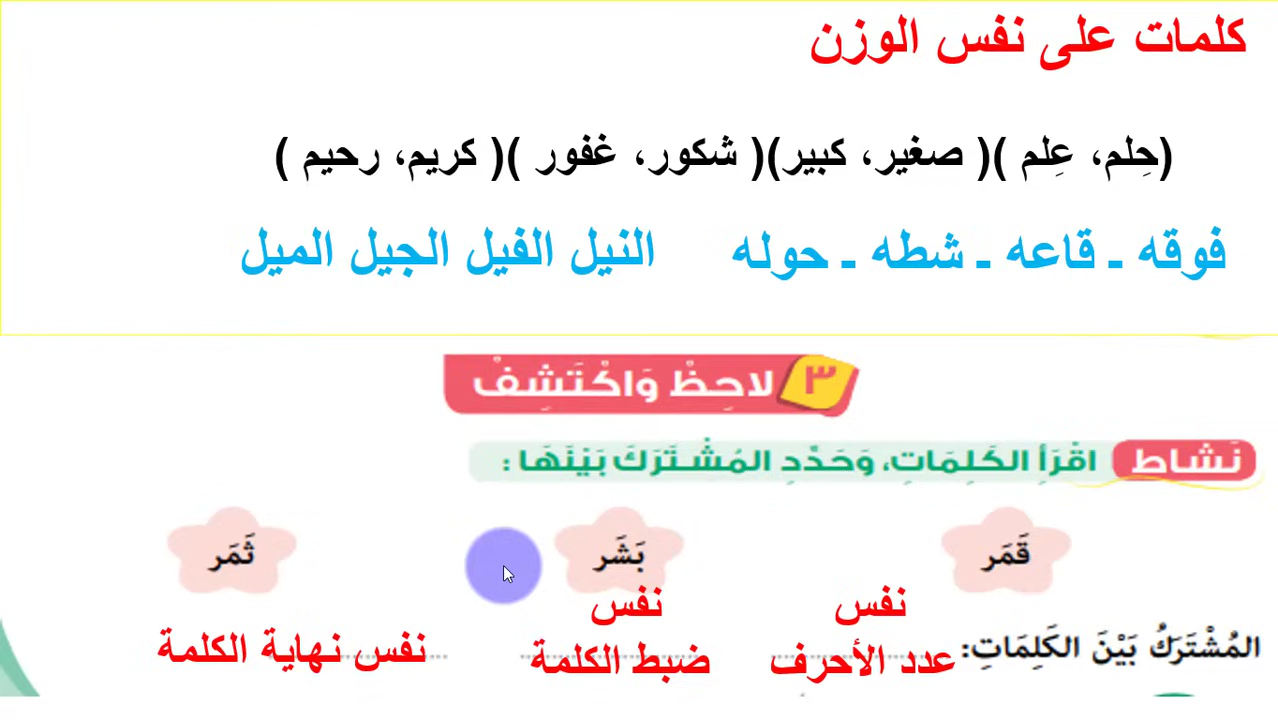 كلمات على نفس الوزن
(حِلم، عِلم )( صغير، كبير)( شكور، غفور )( كريم، رحيم )
فوقه - قاعه - شطه - حوله النيل الفيل الجيل الميل
٣ لاحِظْ وَاكْتَشِفْ
نَشاط اقْرَأِ الكَلِمَاتِ، وَحَدِّدِ المُشْتَرَكَ بَيْنَهَا :
قَمَر بَشَر ثَمَر
المُشْتَرَكُ بَيْنَ الكَلِمَاتِ: نفس عدد الأحرف نفس ضبط الكلمة نفس نهاية الكلمة